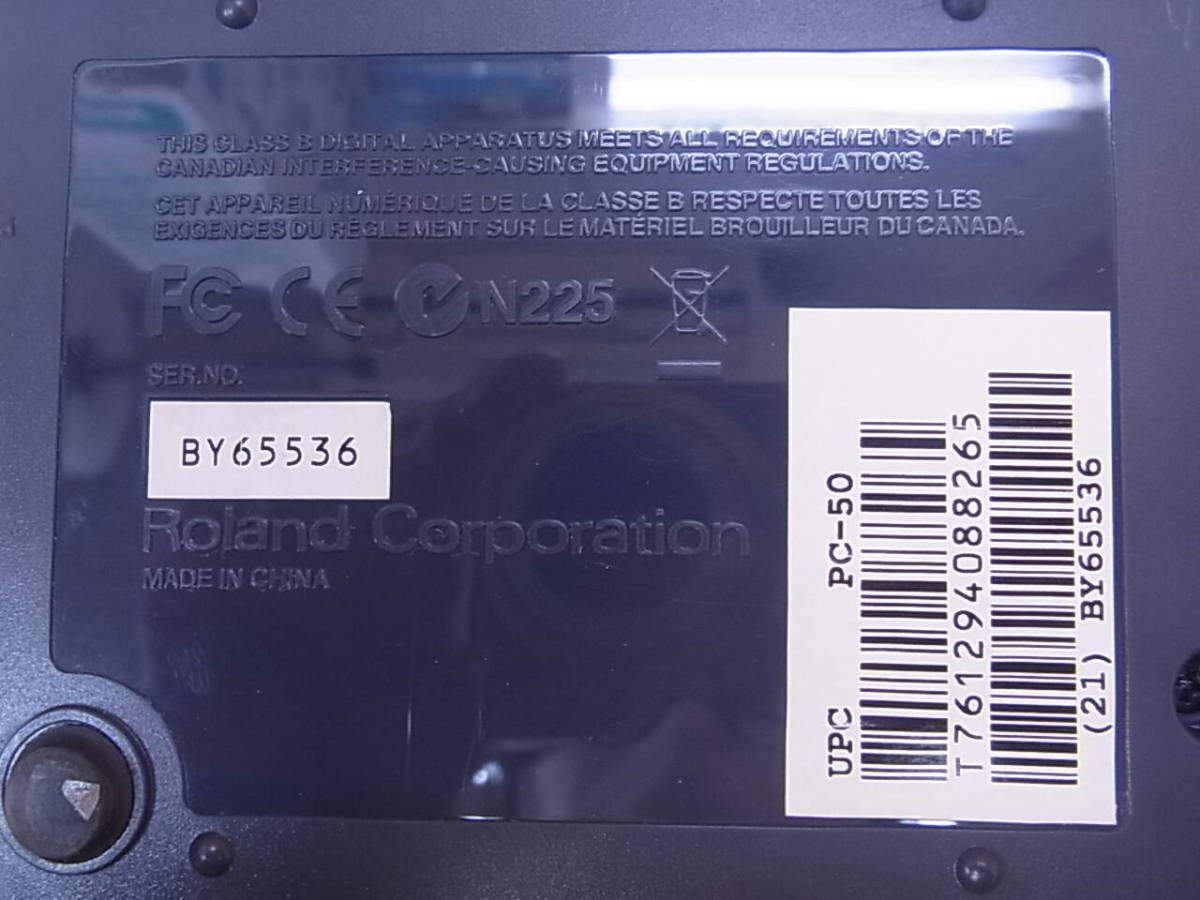 THIS CLASS B DIGITAL APPARATUS MEETS ALL REQUIREMENTS OF THE
CANADIAN INTERFERENCE-CAUSING EQUIPMENT REGULATIONS.
CET APPAREIL NUMÉRIQUE DE LA CLASSE B RESPECTE TOUTES LES
EXIGENCES DU RÉGLEMENT SUR LE MATÉRIEL BROUILLEUR DU CANADA.
FC CE N225
SER.NO.
BY65536
Roland Corporation
MADE IN CHINA
UPC PC-50
T 761294088265
(21) BY65536